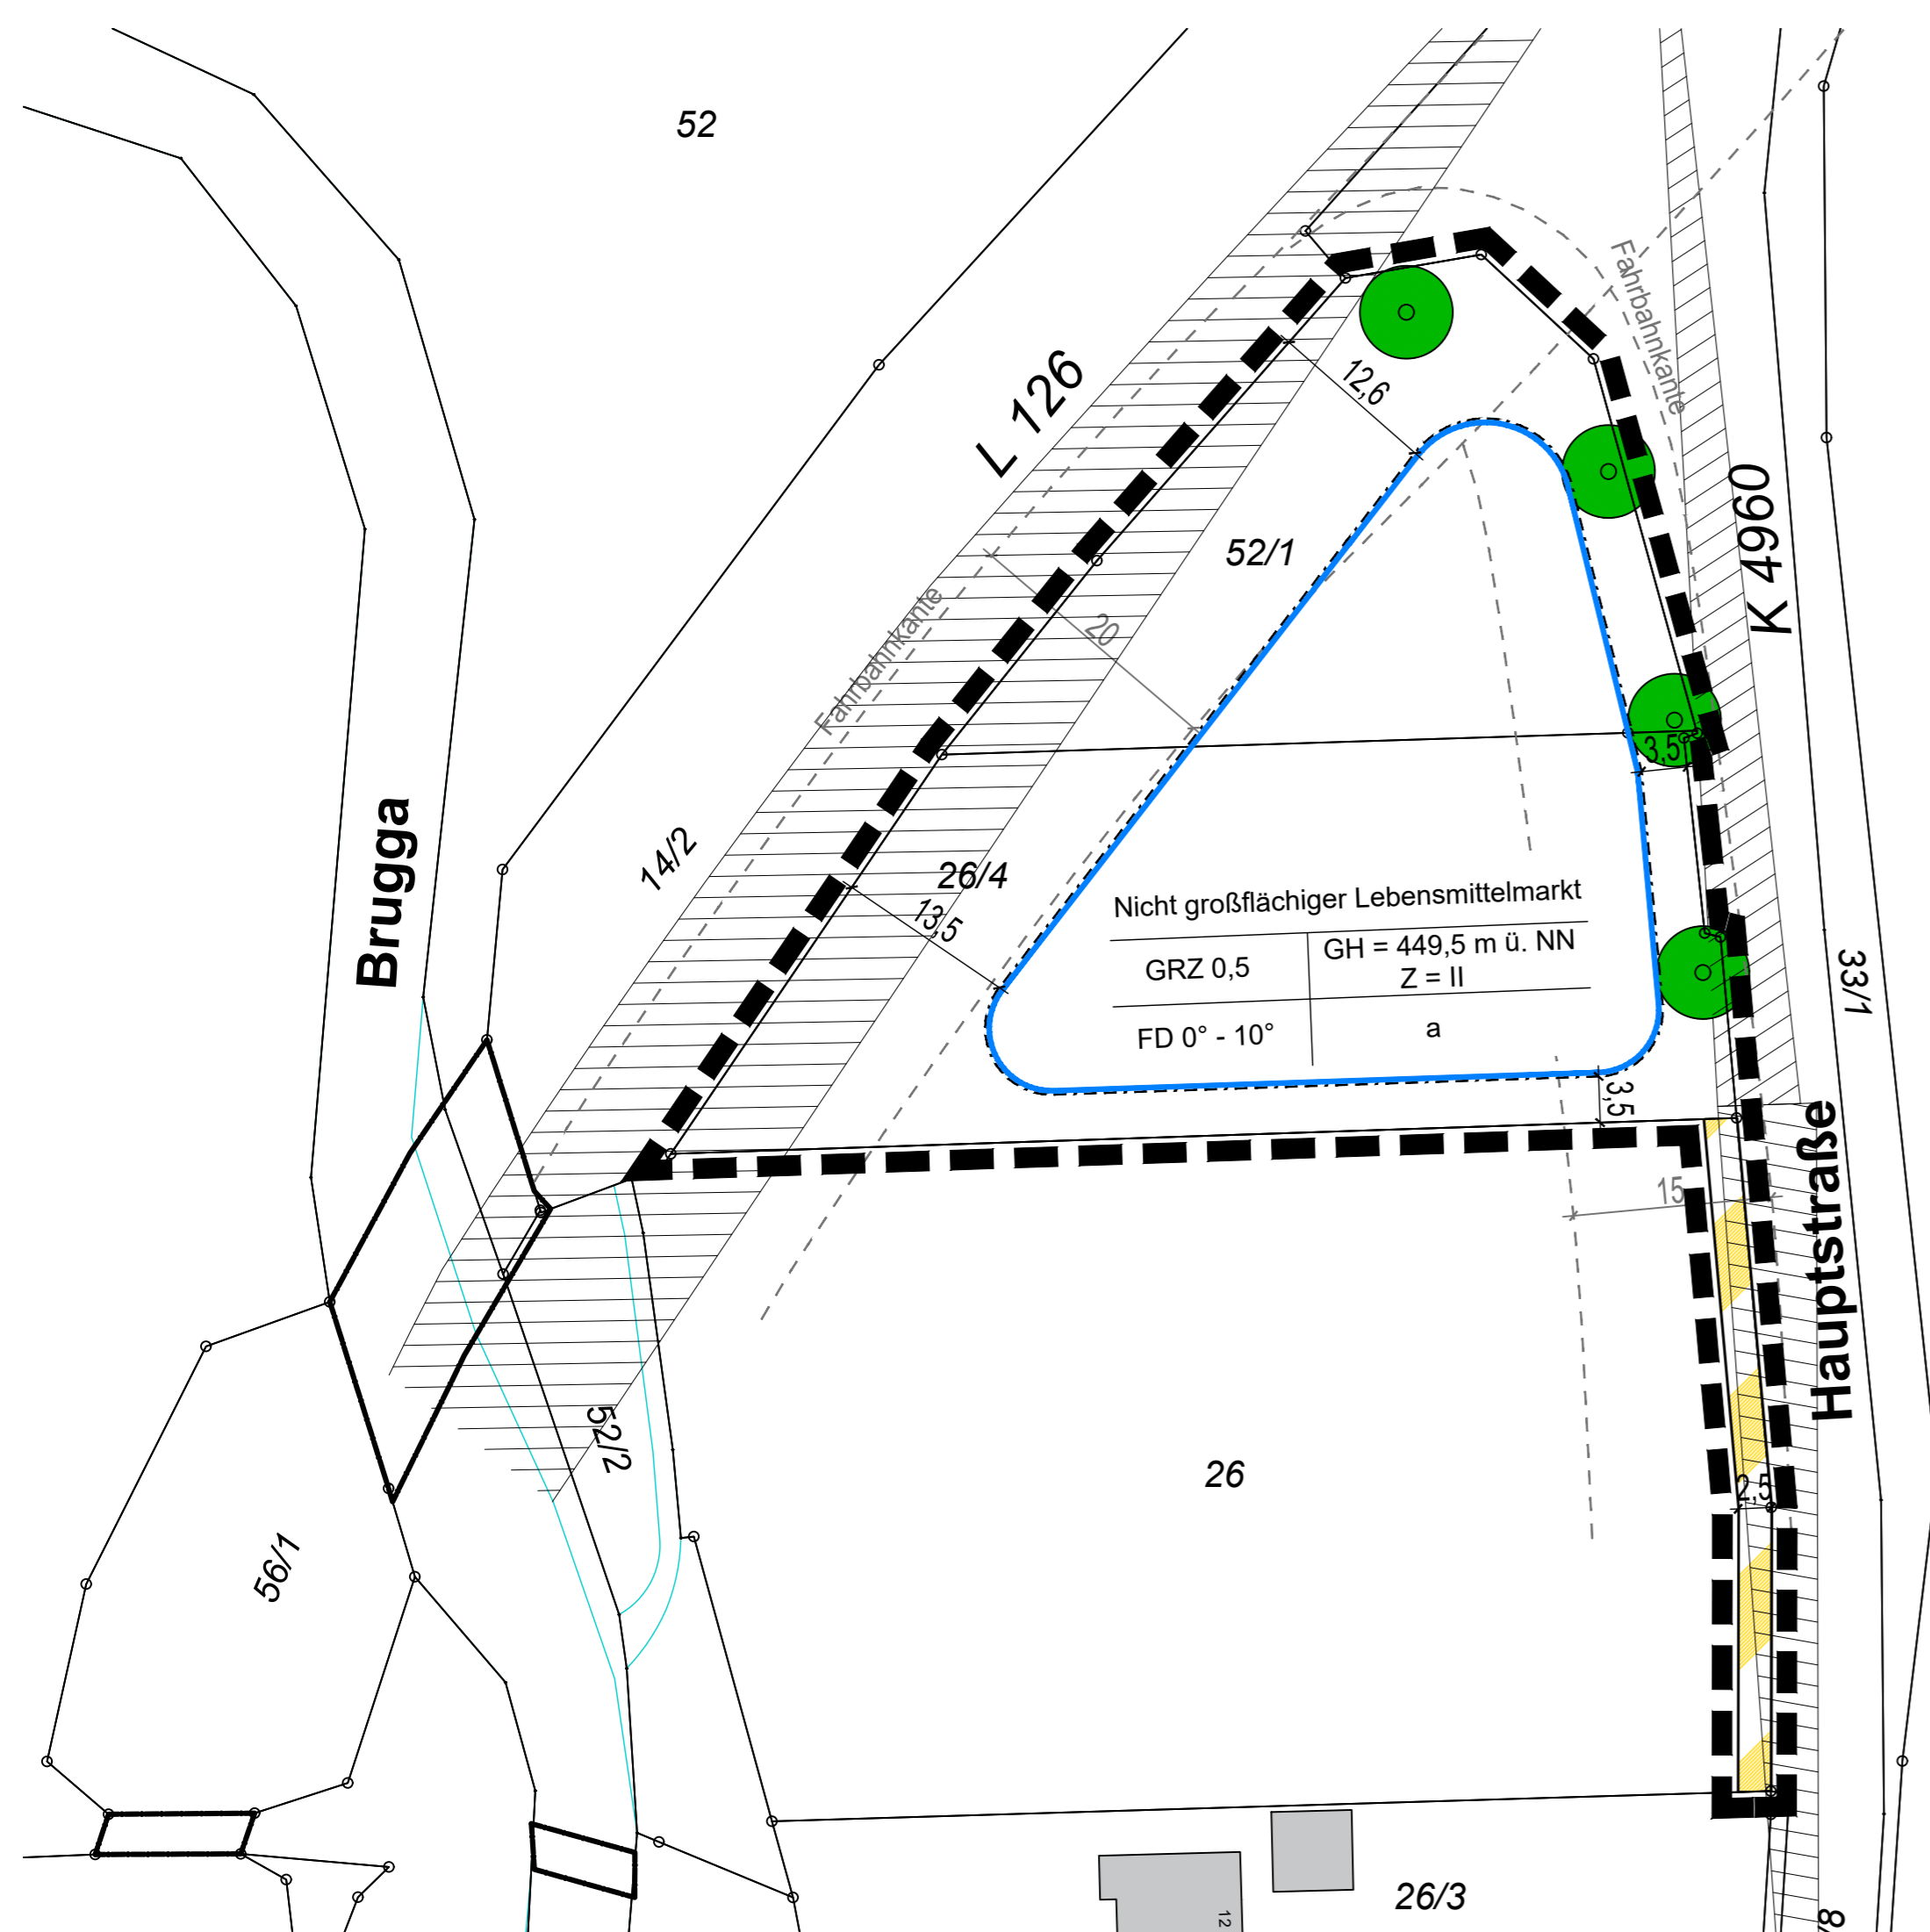 52
Fahrbahnkante
L 126
12,6
K 4960
52/1
20
Fahrbahnkante
3,5
14/2
Brugga
26/4
13,5
Nicht großflächiger Lebensmittelmarkt
GRZ 0,5
GH = 449,5 m ü. NN
Z = II
FD 0° - 10°
a
33/1
3,5
Hauptstraße
15
52/2
26
2,5
56/1
26/3
12